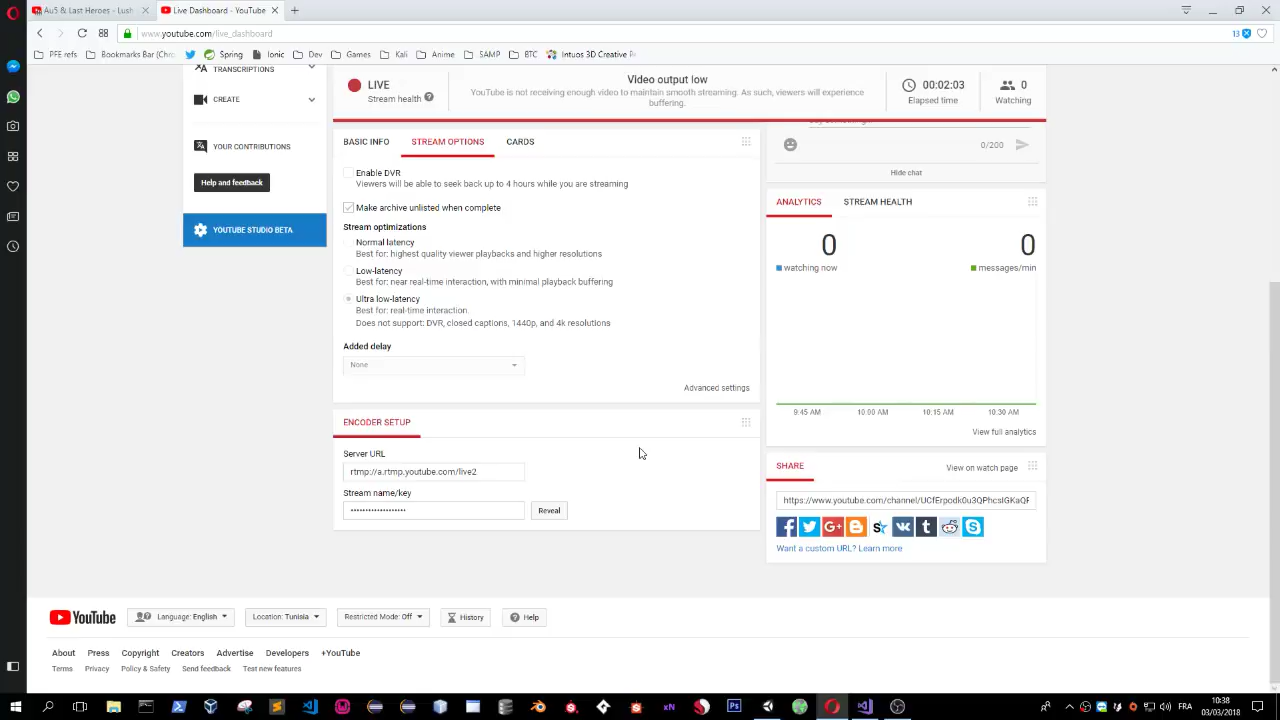 Au5 & Last Heroes - Lush
Live Dashboard - YouTube
www.youtube.com/live_dashboard
13
PFE refs
Bookmarks Bar (Chro
Spring
Ionic
Dev
Games
Kali
Anime
SAMP
BTC
Intuos 3D Creative Pe
TRANSCRIPTIONS
CREATE
YOUR CONTRIBUTIONS
Help and feedback
YOUTUBE STUDIO BETA
LIVE
Stream health
Video output low
YouTube is not receiving enough video to maintain smooth streaming. As such, viewers will experience
buffering.
00:02:03
Elapsed time
0
Watching
BASIC INFO
STREAM OPTIONS
CARDS
Enable DVR
Viewers will be able to seek back up to 4 hours while you are streaming
Make archive unlisted when complete
Stream optimizations
Normal latency
Best for: highest quality viewer playbacks and higher resolutions
Low-latency
Best for: near real-time interaction, with minimal playback buffering
Ultra low-latency
Best for: real-time interaction.
Does not support: DVR, closed captions, 1440p, and 4k resolutions
Added delay
None
Advanced settings
ENCODER SETUP
Server URL
rtmp://a.rtmp.youtube.com/live2
Stream name/key
Reveal
0/200
Hide chat
ANALYTICS
STREAM HEALTH
0
watching now
0
messages/min
9:45 AM
10:00 AM
10:15 AM
10:30 AM
View full analytics
SHARE
View on watch page
Want a custom URL? Learn more
YouTube
Language: English
Location: Tunisia
Restricted Mode: Off
History
Help
About
Press
Copyright
Creators
Advertise
Developers
+YouTube
Terms
Privacy
Policy & Safety
Send feedback
Test new features
FRA
10:38
03/03/2018